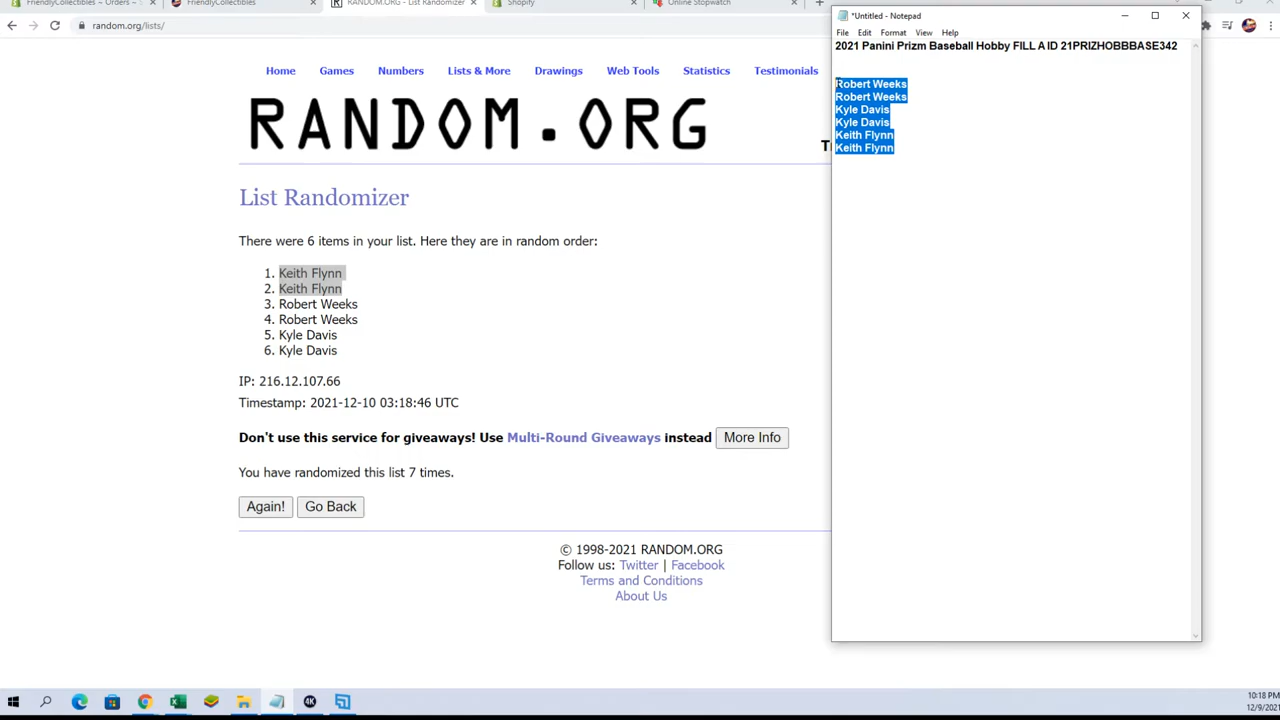 FriendlyCollectibles – Orders –
FriendlyCollectibles
RANDOM.ORG - List Randomizer
Shopify
Online Stopwatch
random.org/lists/
Home Games Numbers Lists & More Drawings Web Tools Statistics Testimonials
RANDOM.ORG
List Randomizer
There were 6 items in your list. Here they are in random order:
1. Keith Flynn
2. Keith Flynn
3. Robert Weeks
4. Robert Weeks
5. Kyle Davis
6. Kyle Davis
IP: 216.12.107.66
Timestamp: 2021-12-10 03:18:46 UTC
Don't use this service for giveaways! Use Multi-Round Giveaways instead More Info
You have randomized this list 7 times.
Again! Go Back
© 1998-2021 RANDOM.ORG
Follow us: Twitter | Facebook
Terms and Conditions
About Us
*Untitled - Notepad
File Edit Format View Help
2021 Panini Prizm Baseball Hobby FILL A ID 21PRIZHOBBBASE342
Robert Weeks
Robert Weeks
Kyle Davis
Kyle Davis
Keith Flynn
Keith Flynn
4K
10:18 PM
12/9/2021